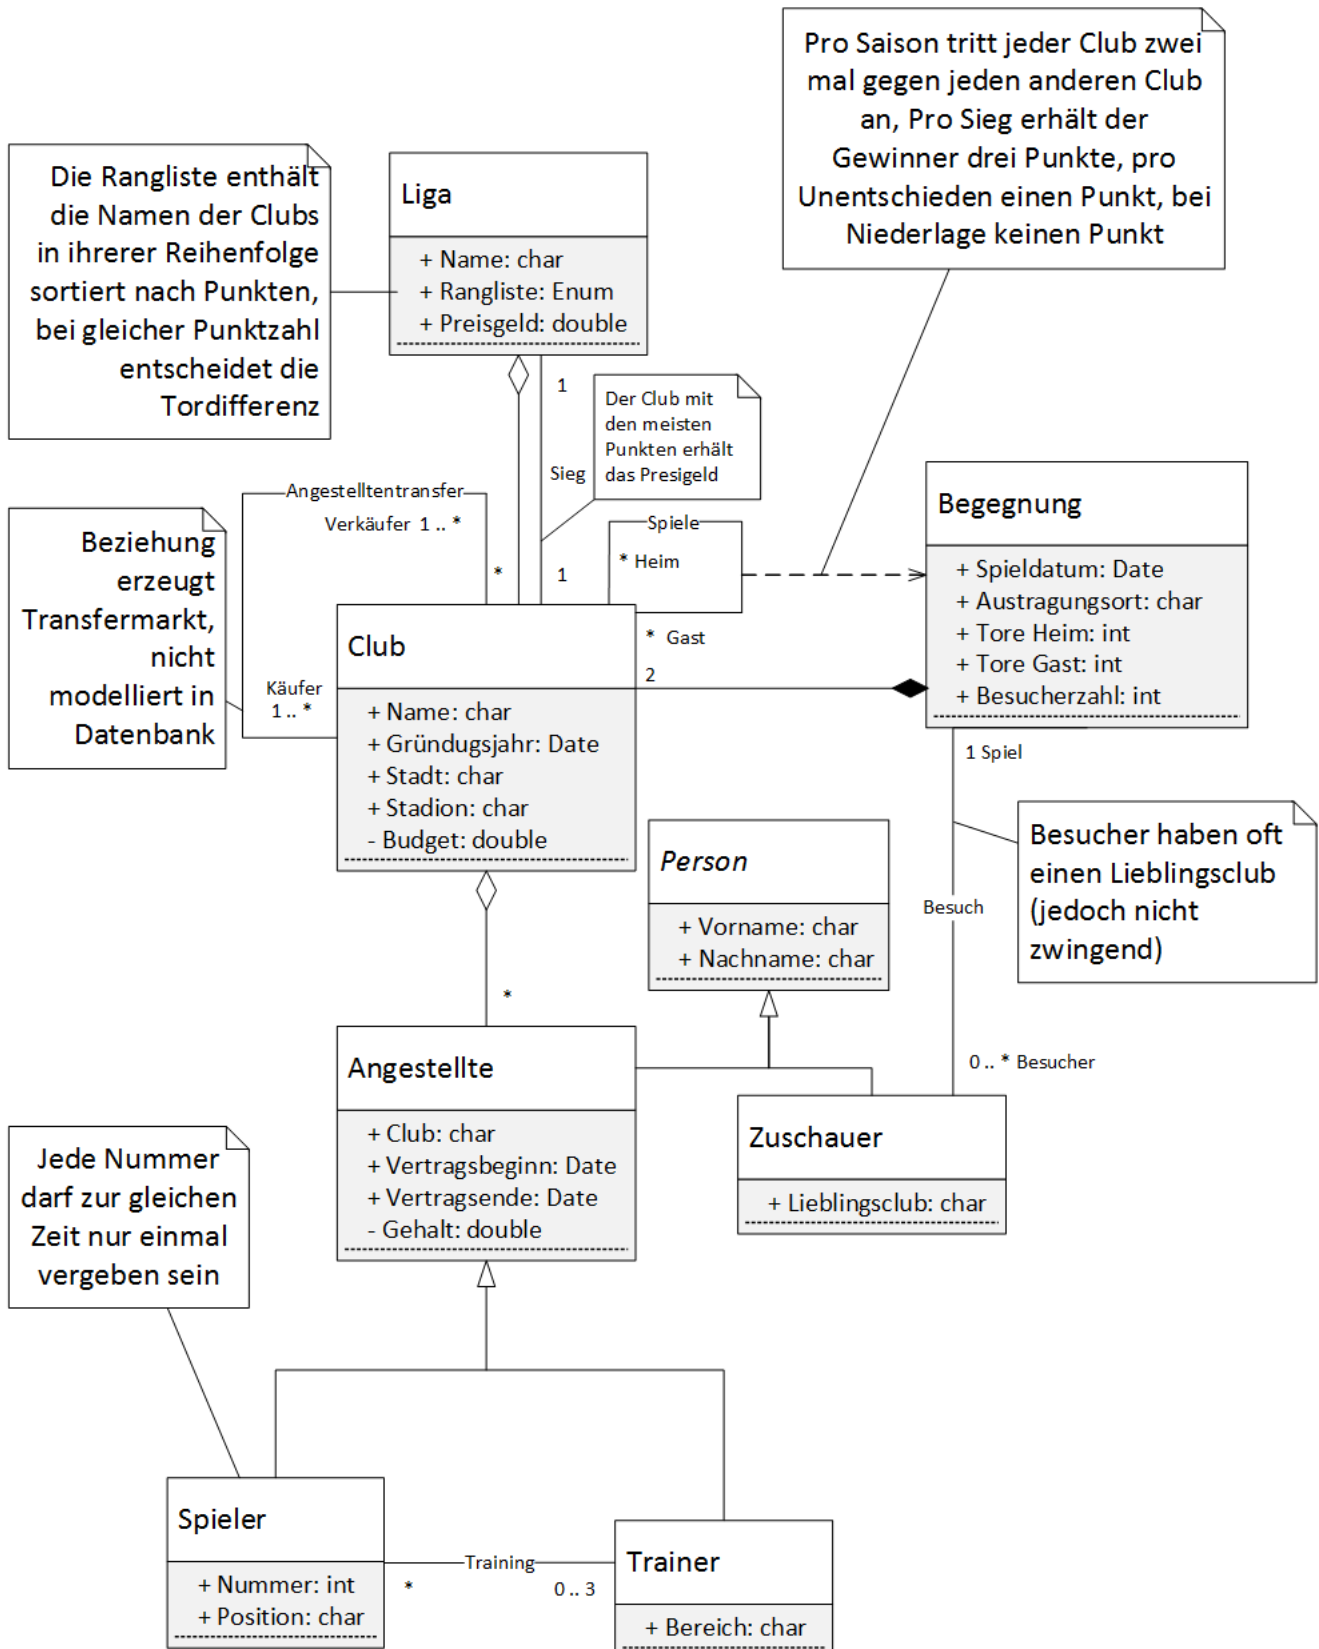 Pro Saison tritt jeder Club zwei
mal gegen jeden anderen Club
an, Pro Sieg erhält der
Gewinner drei Punkte, pro
Unentschieden einen Punkt, bei
Niederlage keinen Punkt
Die Rangliste enthält
die Namen der Clubs
in ihrerer Reihenfolge
sortiert nach Punkten,
bei gleicher Punktzahl
entscheidet die
Tordifferenz
Liga
+ Name: char
+ Rangliste: Enum
+ Preisgeld: double
1
Sieg
1
*
Der Club mit
den meisten
Punkten erhält
das Presigeld
Angestelltentransfer
Verkäufer 1 .. *
Käufer
1 .. *
Beziehung
erzeugt
Transfermarkt,
nicht
modelliert in
Datenbank
Spiele
* Heim
* Gast
2
Begegnung
+ Spieldatum: Date
+ Austragungsort: char
+ Tore Heim: int
+ Tore Gast: int
+ Besucherzahl: int
Club
+ Name: char
+ Gründugsjahr: Date
+ Stadt: char
+ Stadion: char
- Budget: double
1 Spiel
Besuch
0 .. * Besucher
Besucher haben oft
einen Lieblingsclub
(jedoch nicht
zwingend)
Person
+ Vorname: char
+ Nachname: char
*
Angestellte
+ Club: char
+ Vertragsbeginn: Date
+ Vertragsende: Date
- Gehalt: double
Zuschauer
+ Lieblingsclub: char
Jede Nummer
darf zur gleichen
Zeit nur einmal
vergeben sein
Spieler
+ Nummer: int
+ Position: char
Training
*
0 .. 3
Trainer
+ Bereich: char